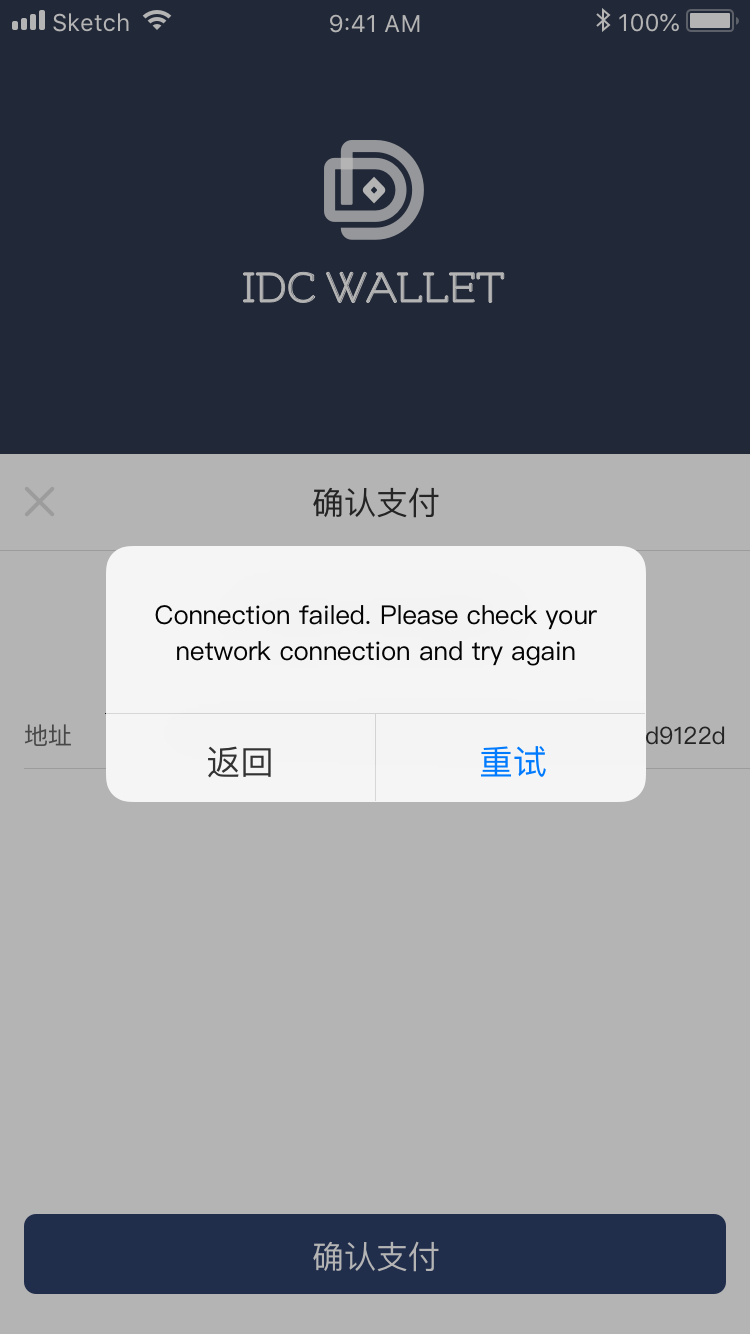 Sketch 9:41 AM 100%
IDC WALLET
确认支付
Connection failed. Please check your
network connection and try again
地址 d9122d
返回 重试
确认支付